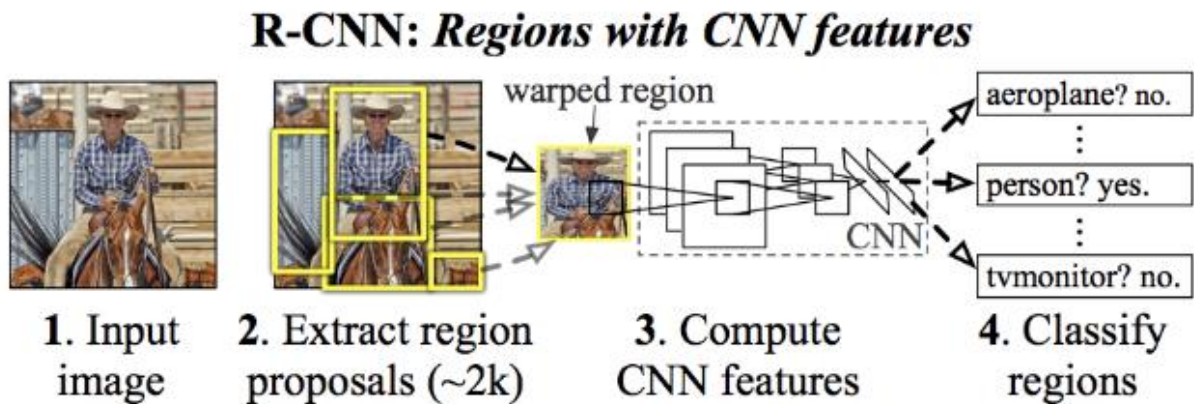 R-CNN: Regions with CNN features
warped region
aeroplane? no.
person? yes.
CNN
tvmonitor? no.
1. Input
image
2. Extract region
proposals (~2k)
3. Compute
CNN features
4. Classify
regions